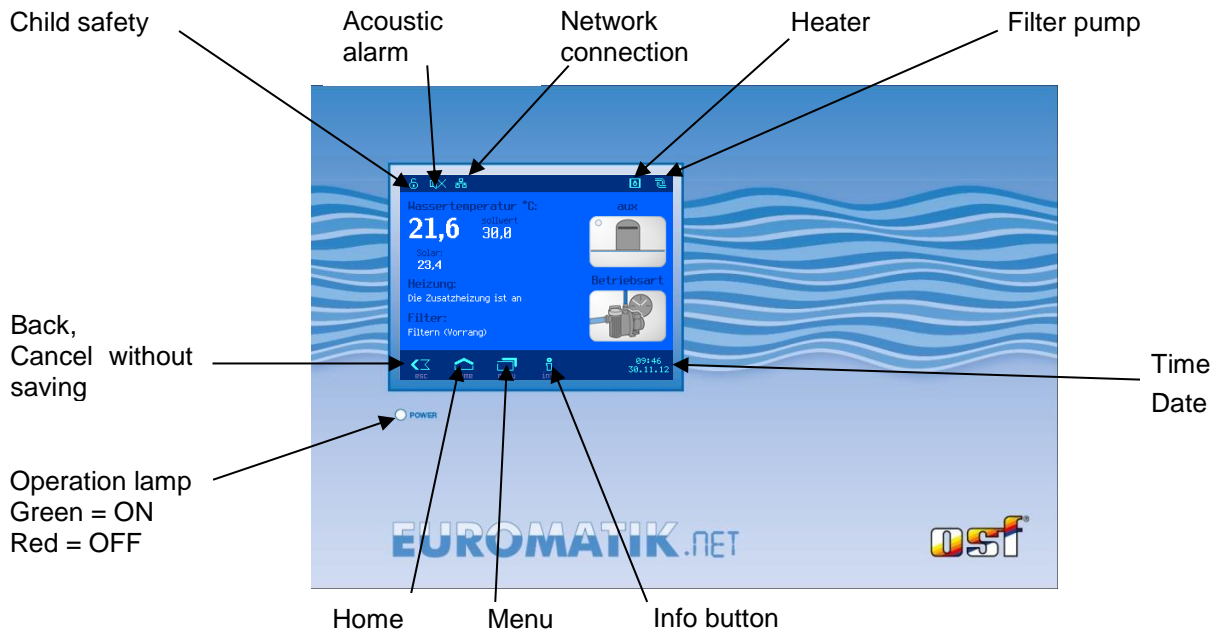 Child safety
Acoustic
alarm
Network
connection
Heater
Filter pump
Wassertemperatur °C:
21,6
sollwert
30,0
aux
Solar:
23,4
Heizung:
Die Zusatzheizung ist an
Betriebsart
Filter:
Filtern (Vorrang)
Back,
Cancel without
saving
esc
09:46
30.11.12
Time
Date
POWER
Operation lamp
Green = ON
Red = OFF
EUROMATIK.NET
osf
Home
Menu
Info button